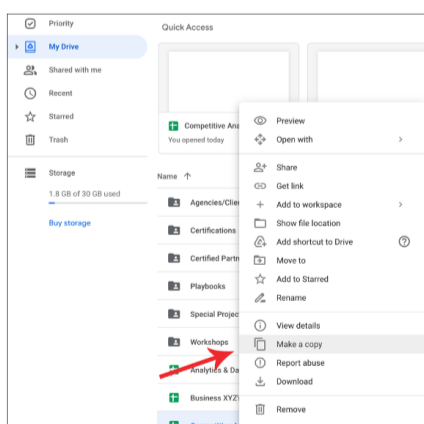 Priority
My Drive
Shared with me
Recent
Starred
Trash
Storage
1.8 GB of 30 GB used
Buy storage
Quick Access
Competitive Ana
You opened today
Name
Agencies/Clie
Certifications
Certified Partn
Playbooks
Special Projec
Workshops
Analytics & Da
Business XYZ
Preview
Open with
Share
Get link
Add to workspace
Show file location
Add shortcut to Drive
Move to
Add to Starred
Rename
View details
Make a copy
Report abuse
Download
Remove